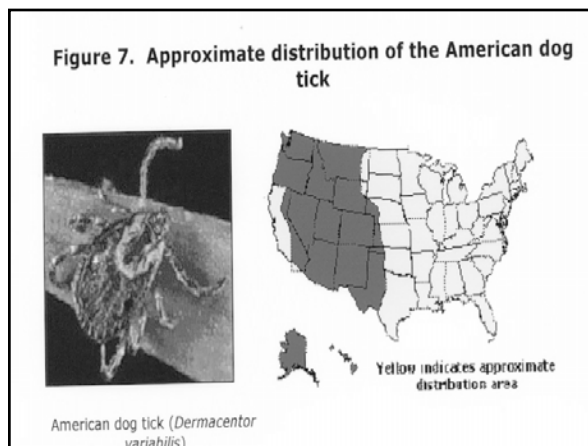 Figure 7. Approximate distribution of the American dog
tick
Yellow indicates approximate
distribution area
American dog tick (Dermacentor
variabilis)